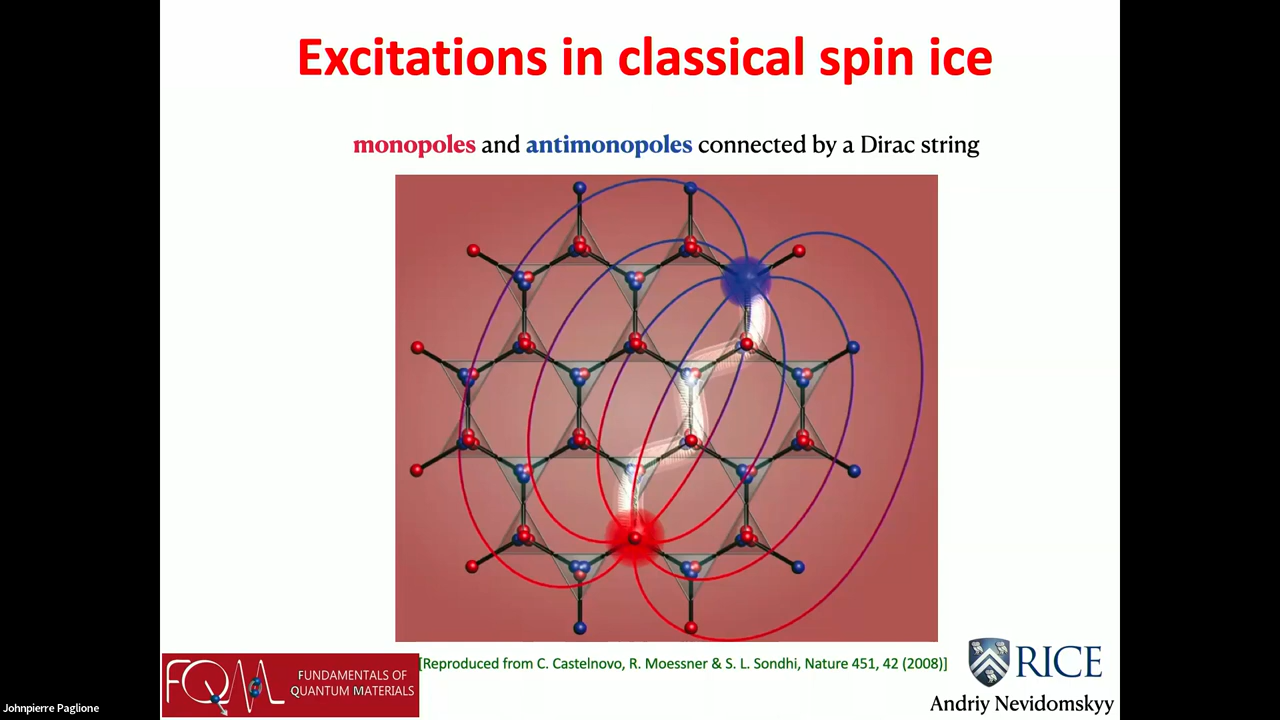 Excitations in classical spin ice
monopoles and antimonopoles connected by a Dirac string
[Reproduced from C. Castelnovo, R. Moessner & S. L. Sondhi, Nature 451, 42 (2008)]
FQM
FUNDAMENTALS OF
QUANTUM MATERIALS
RICE
Andriy Nevidomskyy
Johnpierre Paglione